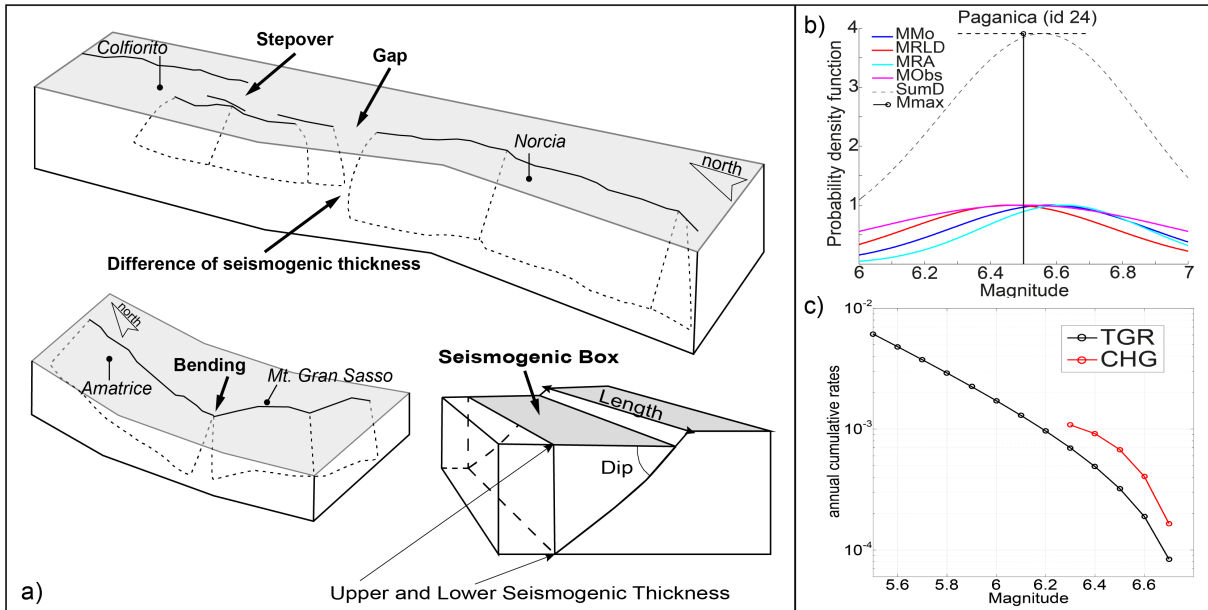 Colfiorito
Stepover
Gap
Norcia
north
Difference of seismogenic thickness
north
Amatrice
Bending
Mt. Gran Sasso
Seismogenic Box
Length
Dip
Upper and Lower Seismogenic Thickness
a)
b)
Paganica (id 24)
MMo
MRLD
MRA
MObs
SumD
Mmax
Probability density function
4
3
2
1
6
6.2
6.4
6.6
6.8
7
Magnitude
c)
TGR
CHG
annual cumulative rates
10-2
10-3
10-4
5.6
5.8
6
6.2
6.4
6.6
Magnitude